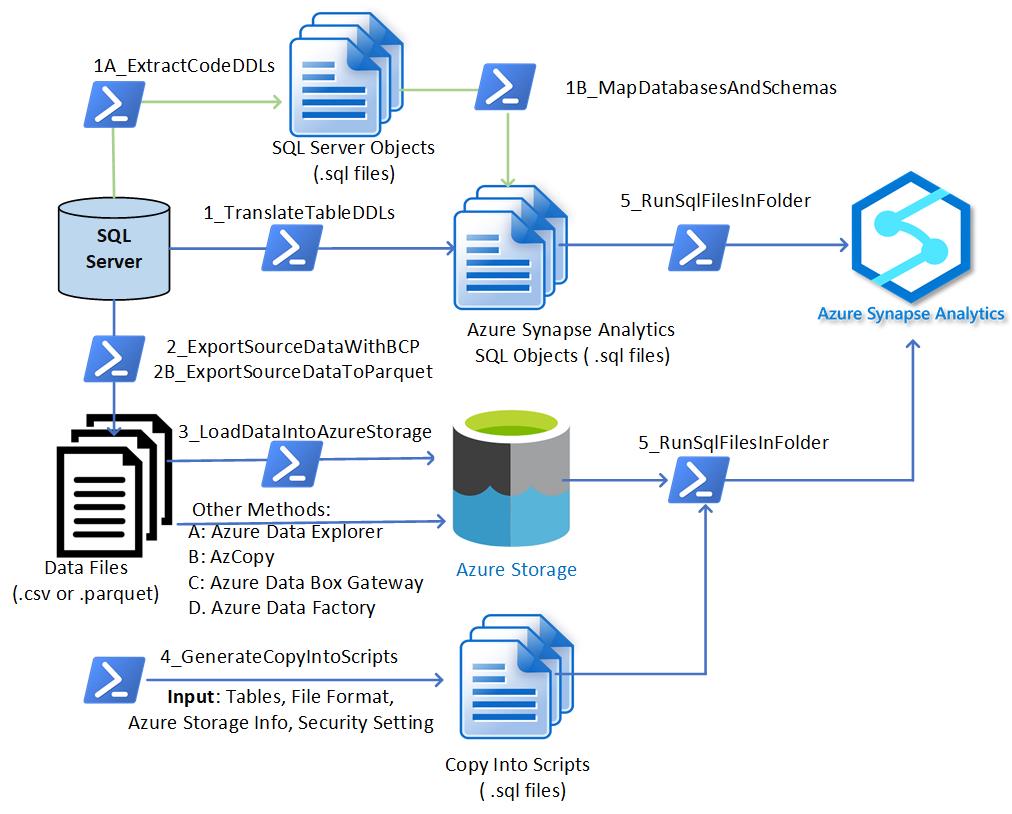 1A_ExtractCodeDDLs
1B_MapDatabasesAndSchemas
SQL Server Objects
(.sql files)
SQL
Server
1_TranslateTableDDLs
5_RunSqlFilesInFolder
Azure Synapse Analytics
Azure Synapse Analytics
SQL Objects ( .sql files)
2_ExportSourceDataWithBCP
2B_ExportSourceDataToParquet
3_LoadDataIntoAzureStorage
5_RunSqlFilesInFolder
Other Methods:
A: Azure Data Explorer
B: AzCopy
C: Azure Data Box Gateway
D. Azure Data Factory
Data Files
(.csv or .parquet)
Azure Storage
4_GenerateCopyIntoScripts
Input: Tables, File Format,
Azure Storage Info, Security Setting
Copy Into Scripts
( .sql files)